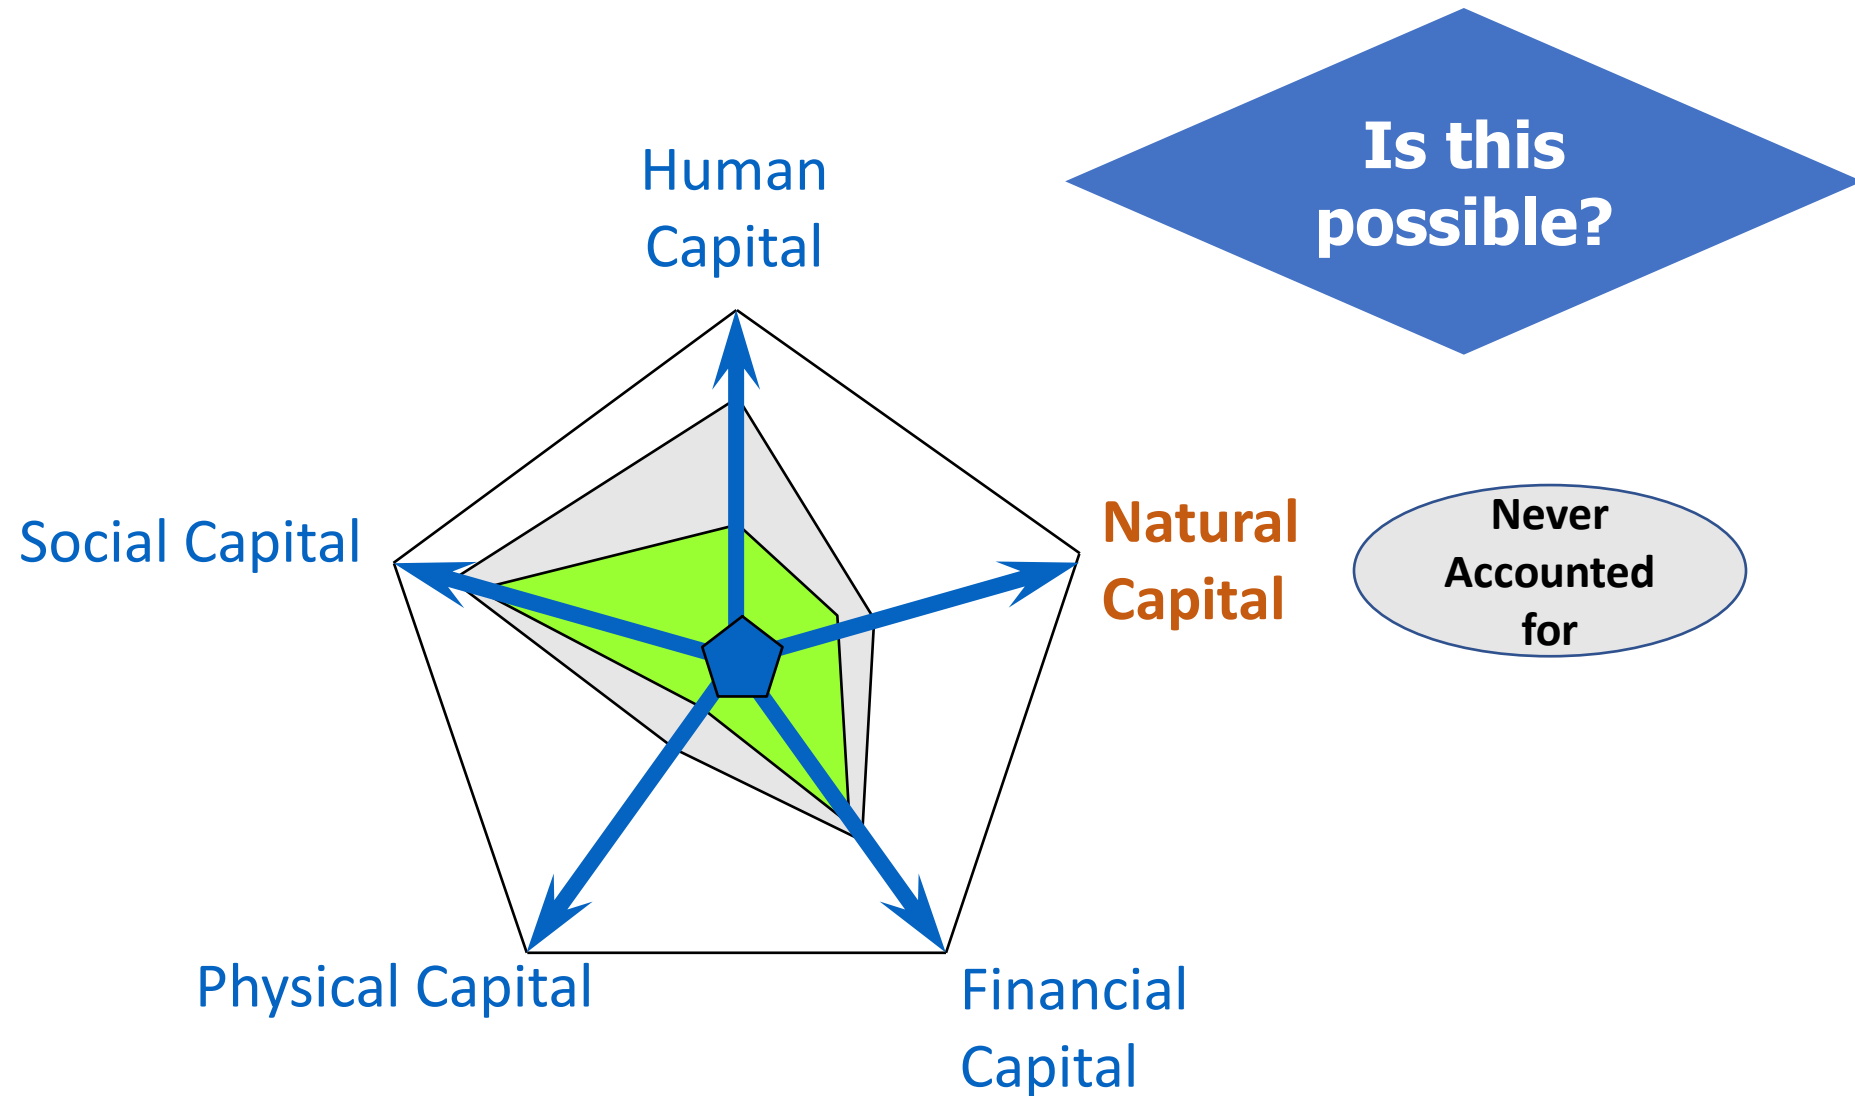 Is this
possible?
Human
Capital
Natural
Capital
Never
Accounted
for
Social Capital
Physical Capital
Financial
Capital